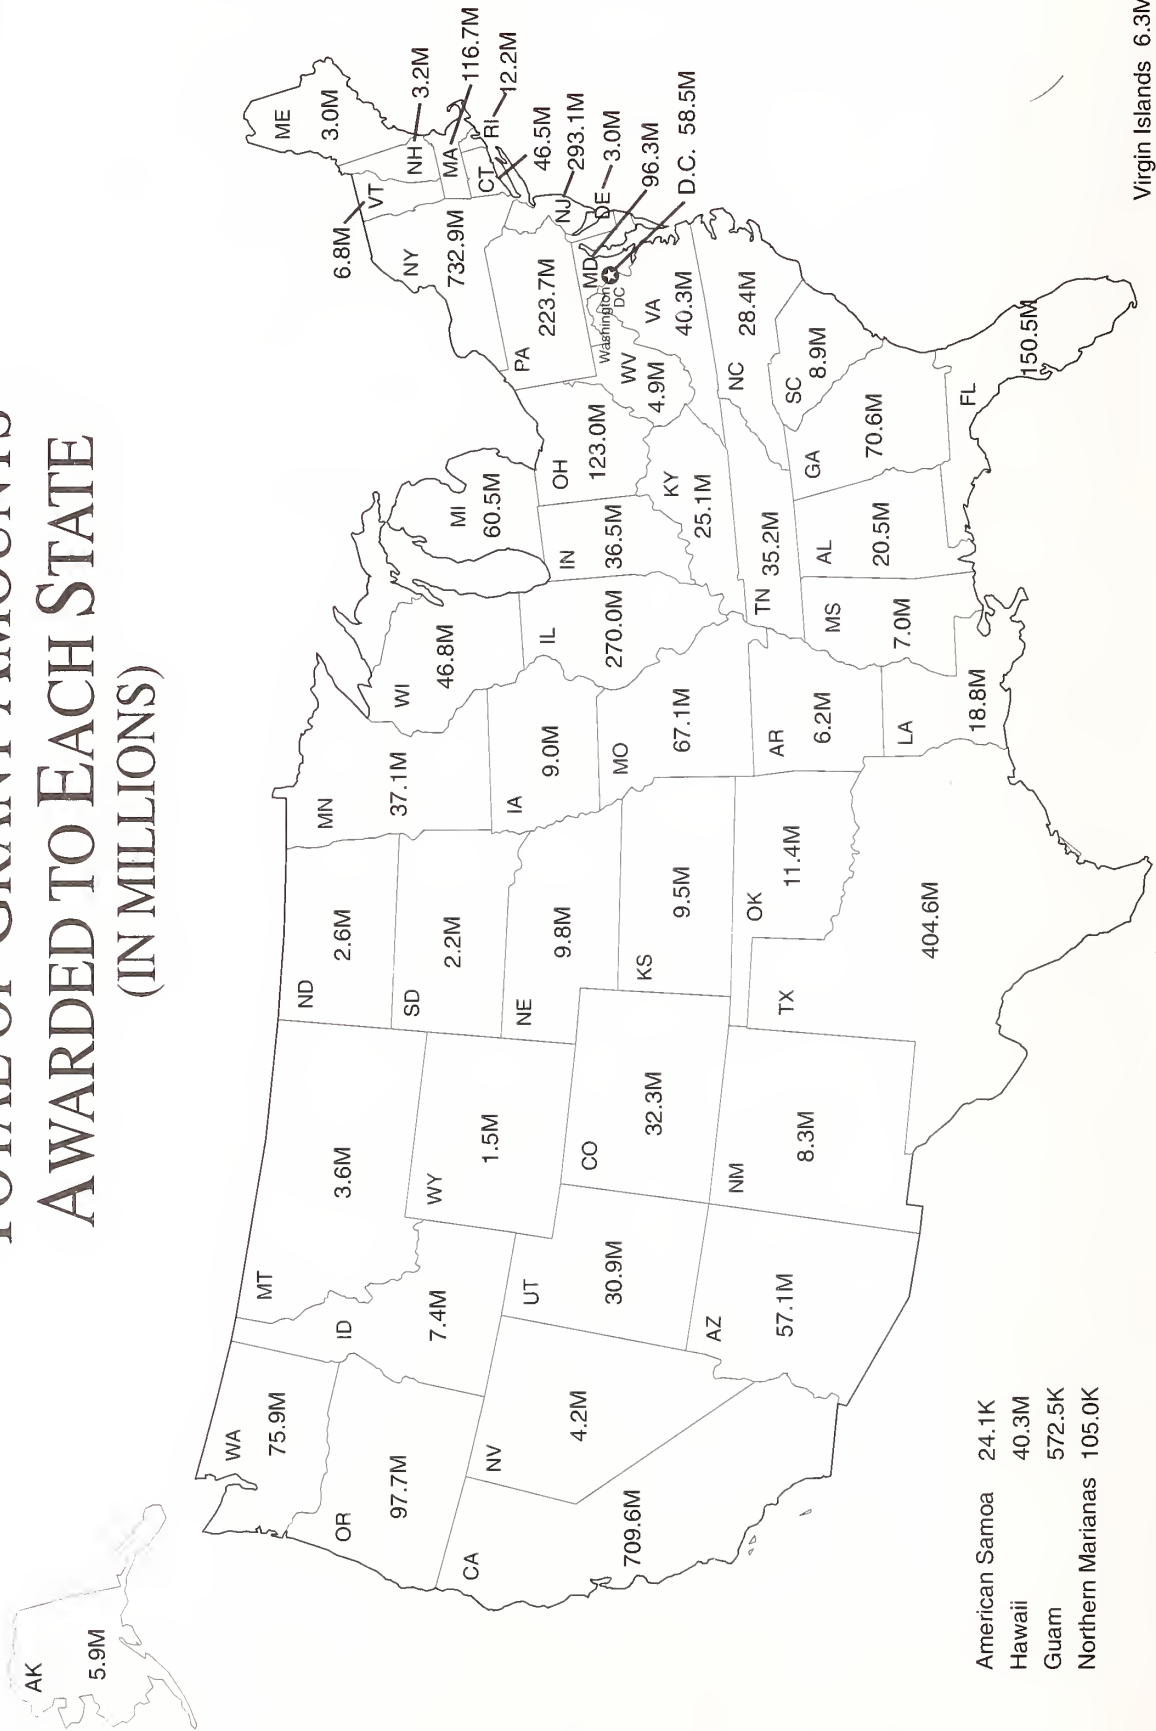 TOTAL OF GRANT AMOUNTS
AWARDED TO EACH STATE
(IN MILLIONS)
AK
5.9M
WA
75.9M
OR
97.7M
CA
709.6M
NV
4.2M
ID
7.4M
MT
3.6M
WY
1.5M
UT
30.9M
AZ
57.1M
CO
32.3M
NM
8.3M
ND
2.6M
SD
2.2M
NE
9.8M
KS
9.5M
OK
11.4M
TX
404.6M
MN
37.1M
IA
9.0M
MO
67.1M
AR
6.2M
LA
18.8M
WI
46.8M
IL
270.0M
MI
60.5M
IN
36.5M
OH
123.0M
KY
25.1M
TN
35.2M
MS
7.0M
AL
20.5M
GA
70.6M
FL
150.5M
SC
8.9M
NC
28.4M
VA
40.3M
WV
4.9M
Washington
DC
PA
223.7M
NY
732.9M
VT
6.8M
ME
3.0M
NH
3.2M
MA
116.7M
RI
12.2M
CT
46.5M
NJ
293.1M
DE
3.0M
MD
96.3M
D.C. 58.5M
American Samoa 24.1K
Hawaii 40.3M
Guam 572.5K
Northern Marianas 105.0K
Virgin Islands 6.3M